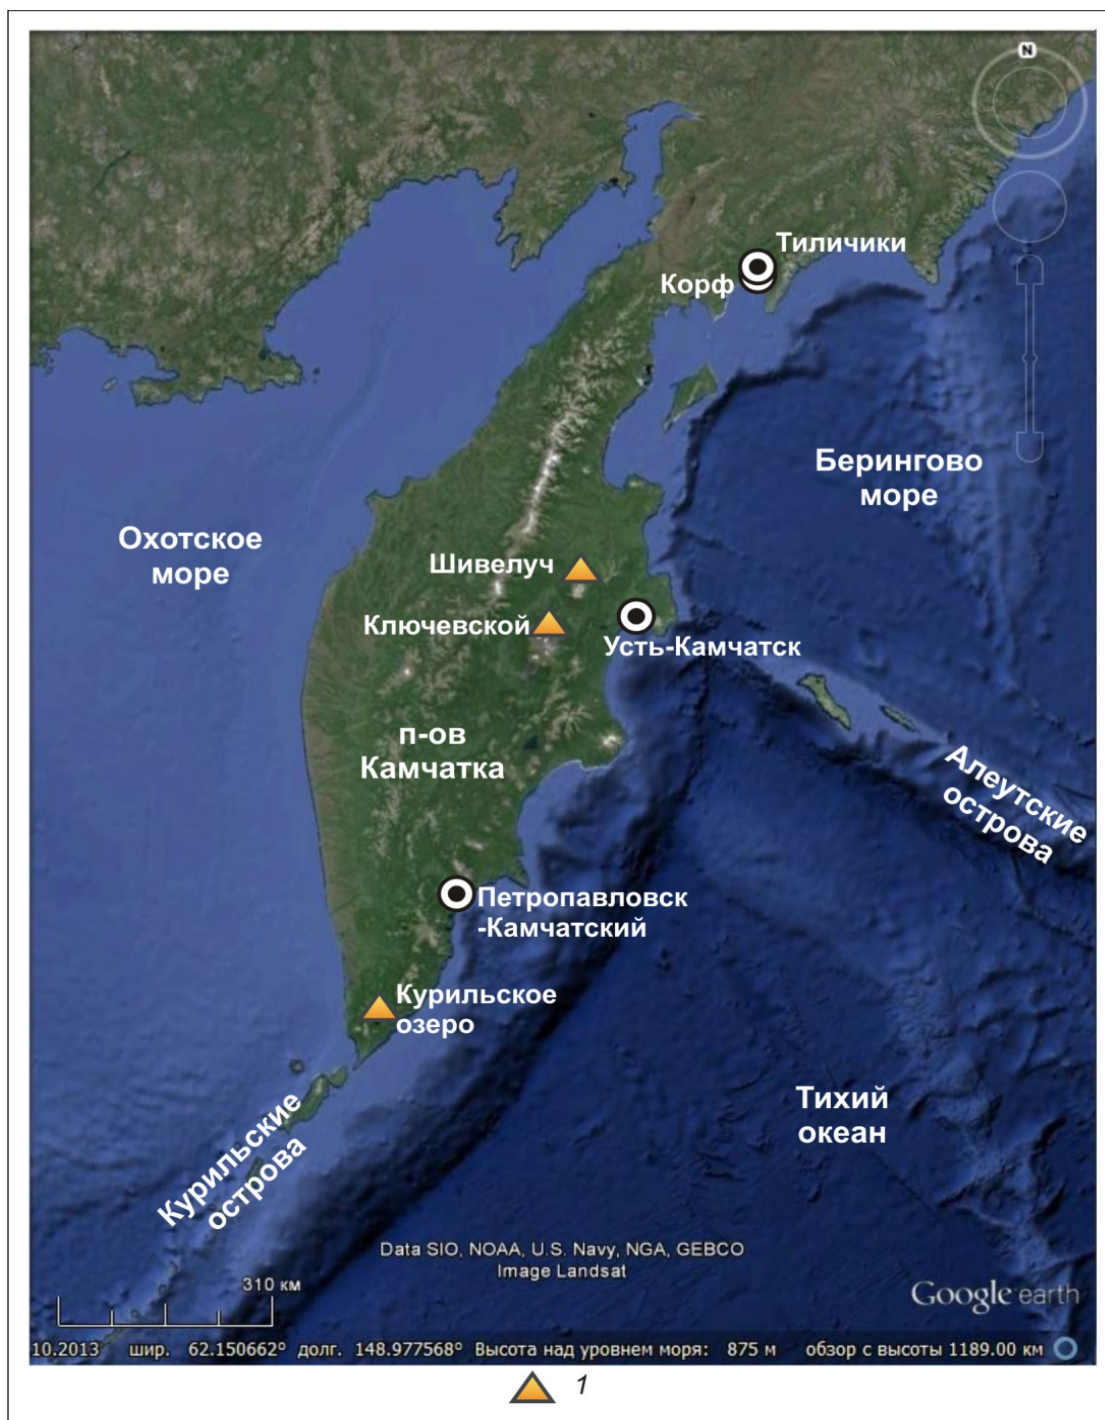 N
Тиличики
Корф
Берингово
море
Охотское
море
Шивелуч
Ключевской
Усть-Камчатск
п-ов
Камчатка
Алеутские
острова
Петропавловск
-Камчатский
Курильское
озеро
Тихий
океан
Курильские
острова
Data SIO, NOAA, U.S. Navy, NGA, GEBCO
Image Landsat
310 км
Google earth
10.2013 шир. 62.150662° долг. 148.977568° Высота над уровнем моря: 875 м обзор с высоты 1189.00 км
1